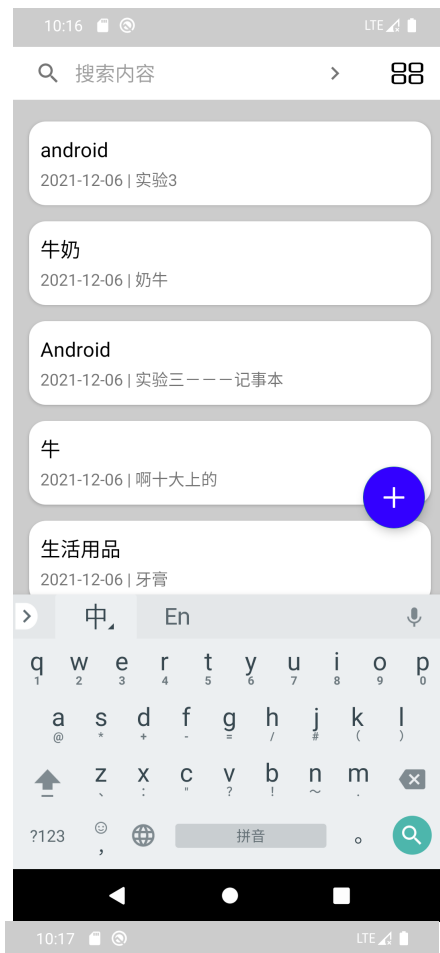 10:16 LTE
搜索内容
android
2021-12-06 | 实验3
牛奶
2021-12-06 | 奶牛
Android
2021-12-06 | 实验三－－－记事本
牛
2021-12-06 | 啊十大上的
生活用品
2021-12-06 | 牙膏
中 En
q w e r t y u i o p
1 2 3 4 5 6 7 8 9 0
a s d f g h j k l
@ * + - = / # ( )
z x c v b n m
、 : " ? ! ～ .
?123 , 拼音 。
10:17 LTE